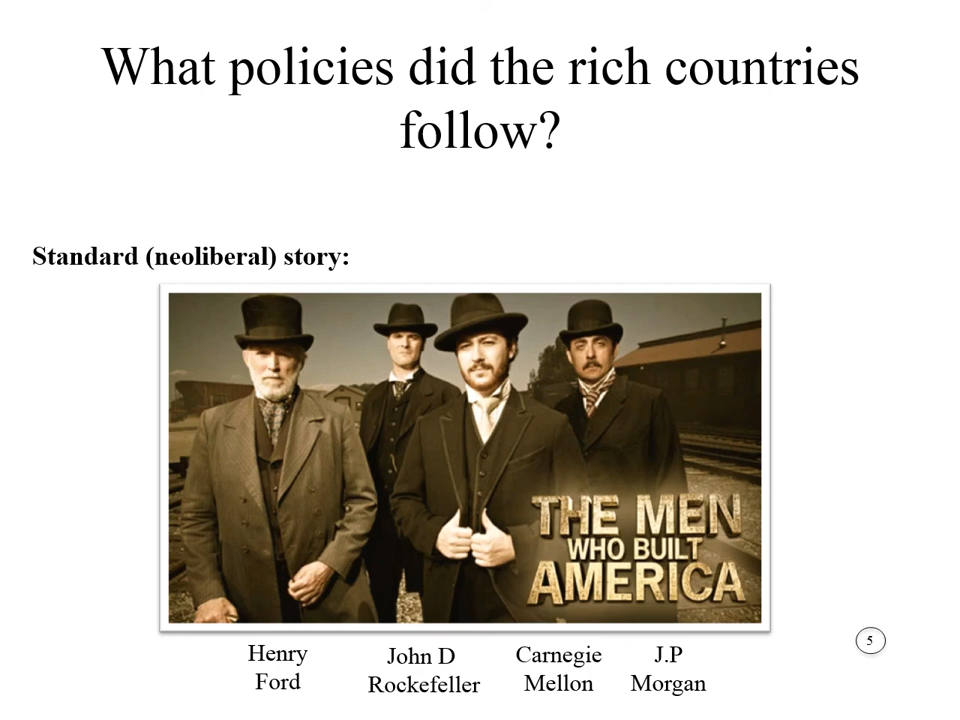 What policies did the rich countries
follow?
Standard (neoliberal) story:
THE MEN
WHO BUILT
AMERICA
Henry
Ford
John D
Rockefeller
Carnegie
Mellon
J.P
Morgan
5